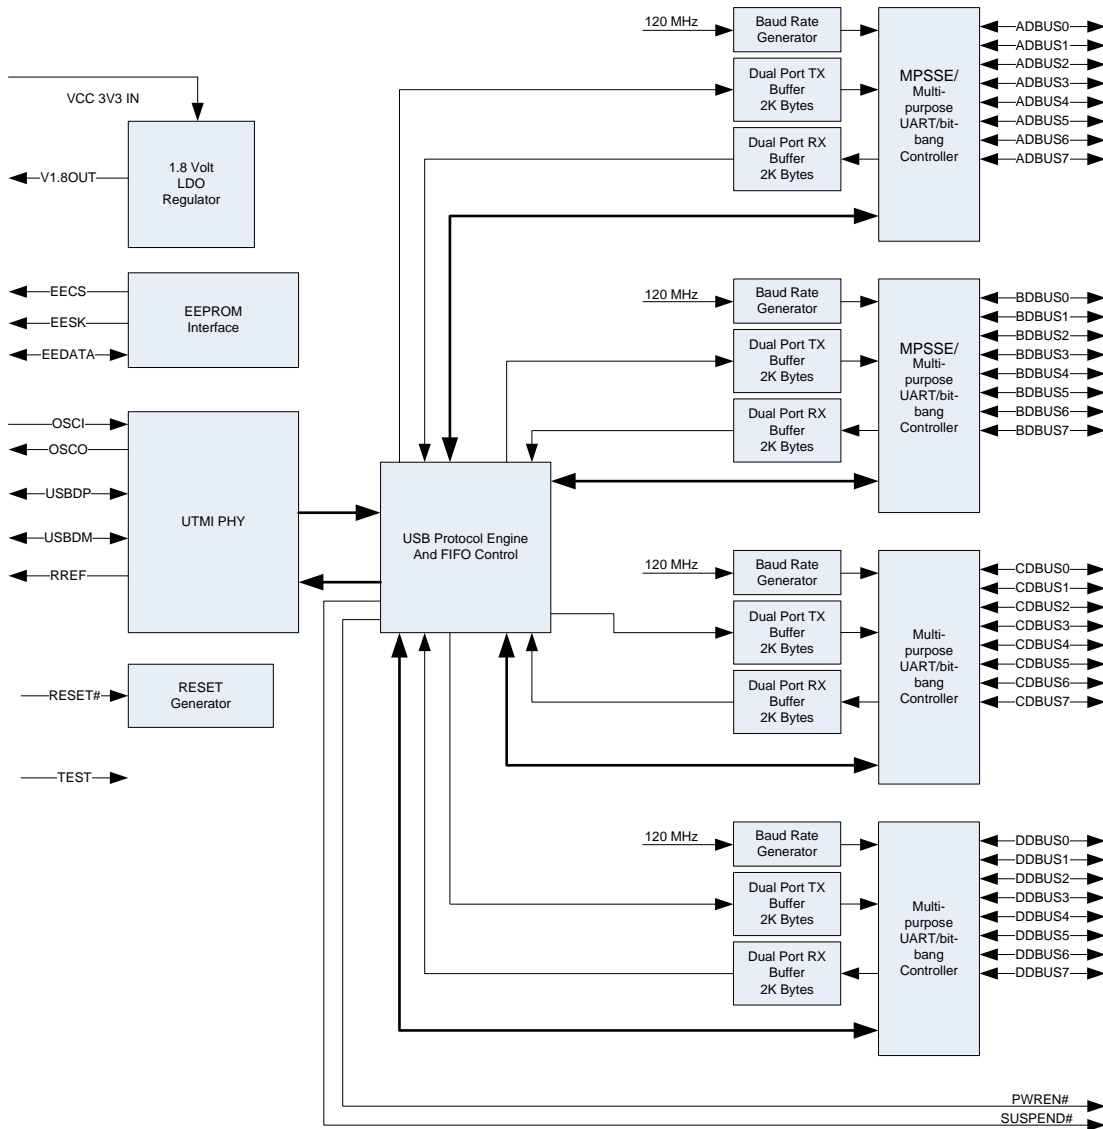 VCC 3V3 IN
1.8 Volt
LDO
Regulator
V1.8OUT
EECS
EESK
EEDATA
EEPROM
Interface
OSCI
OSCO
USBDP
USBDM
RREF
UTMI PHY
RESET#
RESET
Generator
TEST
USB Protocol Engine
And FIFO Control
120 MHz
Baud Rate
Generator
Dual Port TX
Buffer
2K Bytes
Dual Port RX
Buffer
2K Bytes
MPSSE/
Multi-
purpose
UART/bit-
bang
Controller
ADBUS0
ADBUS1
ADBUS2
ADBUS3
ADBUS4
ADBUS5
ADBUS6
ADBUS7
120 MHz
Baud Rate
Generator
Dual Port TX
Buffer
2K Bytes
Dual Port RX
Buffer
2K Bytes
MPSSE/
Multi-
purpose
UART/bit-
bang
Controller
BDBUS0
BDBUS1
BDBUS2
BDBUS3
BDBUS4
BDBUS5
BDBUS6
BDBUS7
120 MHz
Baud Rate
Generator
Dual Port TX
Buffer
2K Bytes
Dual Port RX
Buffer
2K Bytes
Multi-
purpose
UART/bit-
bang
Controller
CDBUS0
CDBUS1
CDBUS2
CDBUS3
CDBUS4
CDBUS5
CDBUS6
CDBUS7
120 MHz
Baud Rate
Generator
Dual Port TX
Buffer
2K Bytes
Dual Port RX
Buffer
2K Bytes
Multi-
purpose
UART/bit-
bang
Controller
DDBUS0
DDBUS1
DDBUS2
DDBUS3
DDBUS4
DDBUS5
DDBUS6
DDBUS7
PWREN#
SUSPEND#